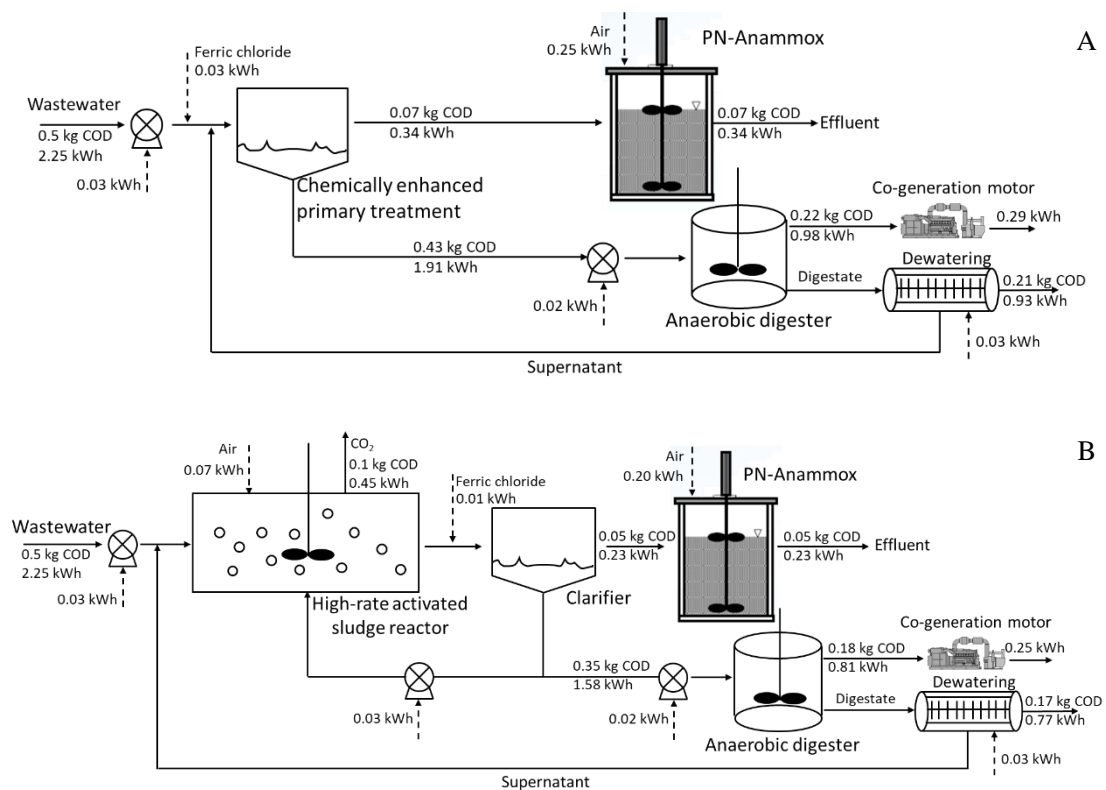 A
Air
0.25 kWh
PN-Anammox
Ferric chloride
0.03 kWh
Wastewater
0.5 kg COD
2.25 kWh
0.03 kWh
0.07 kg COD
0.34 kWh
0.07 kg COD
0.34 kWh
Effluent
Chemically enhanced
primary treatment
0.43 kg COD
1.91 kWh
0.02 kWh
Anaerobic digester
0.22 kg COD
0.98 kWh
Co-generation motor
0.29 kWh
Digestate
Dewatering
0.21 kg COD
0.93 kWh
0.03 kWh
Supernatant
B
Air
0.07 kWh
CO2
0.1 kg COD
0.45 kWh
Ferric chloride
0.01 kWh
Air
0.20 kWh
PN-Anammox
Wastewater
0.5 kg COD
2.25 kWh
0.03 kWh
0.05 kg COD
0.23 kWh
0.05 kg COD
0.23 kWh
Effluent
High-rate activated
sludge reactor
Clarifier
0.03 kWh
0.35 kg COD
1.58 kWh
0.02 kWh
Anaerobic digester
0.18 kg COD
0.81 kWh
Co-generation motor
0.25 kWh
Digestate
Dewatering
0.17 kg COD
0.77 kWh
0.03 kWh
Supernatant